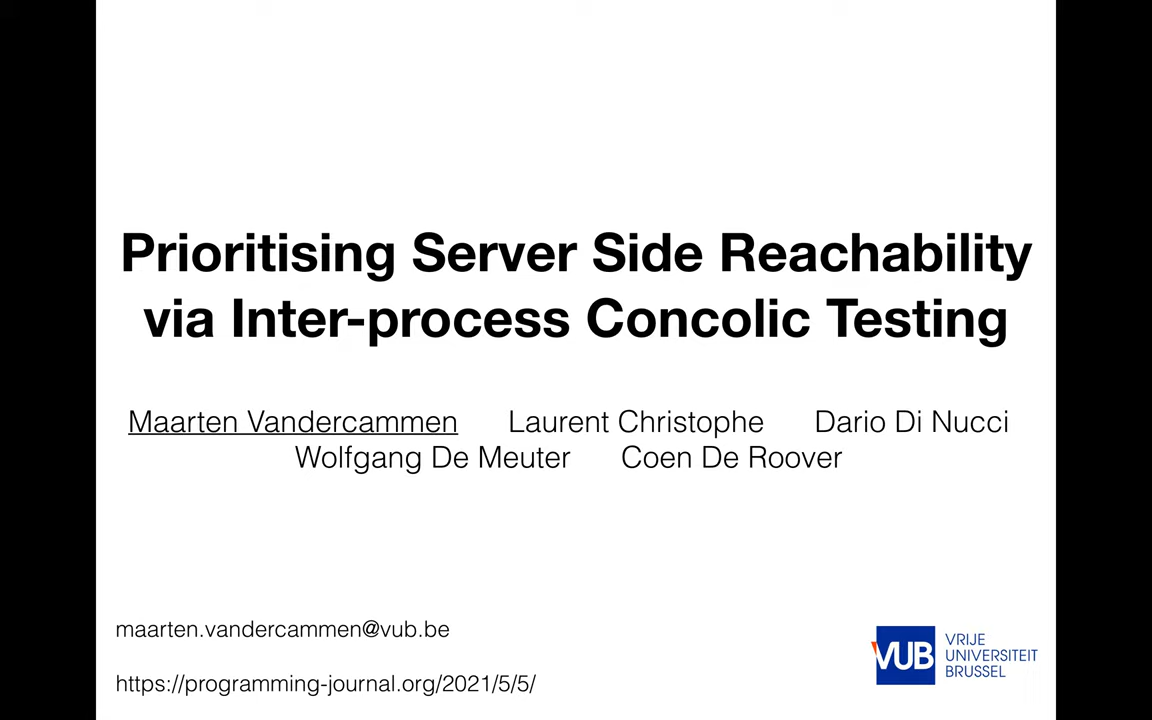 Prioritising Server Side Reachability
via Inter-process Concolic Testing
Maarten Vandercammen Laurent Christophe Dario Di Nucci
Wolfgang De Meuter Coen De Roover
maarten.vandercammen@vub.be
https://programming-journal.org/2021/5/5/
VUB
VRIJE
UNIVERSITEIT
BRUSSEL